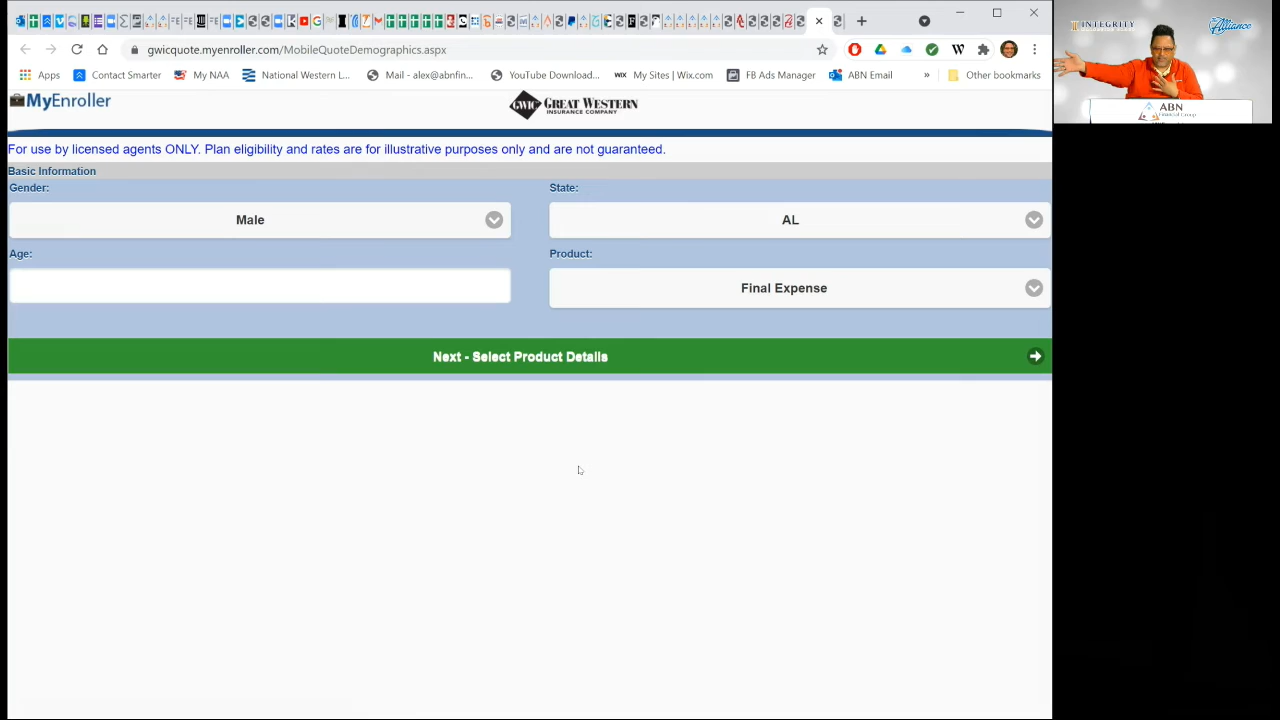 gwicquote.myenroller.com/MobileQuoteDemographics.aspx
Apps
Contact Smarter
My NAA
National Western L...
Mail - alex@abnfin...
YouTube Download...
WiX My Sites | Wix.com
FB Ads Manager
ABN Email
»
Other bookmarks
MyEnroller
GWIC GREAT WESTERN
INSURANCE COMPANY
For use by licensed agents ONLY. Plan eligibility and rates are for illustrative purposes only and are not guaranteed.
Basic Information
Gender:
State:
Male
AL
Age:
Product:
Final Expense
Next - Select Product Details
INTEGRITY
Alliance
ABN
Financial Group